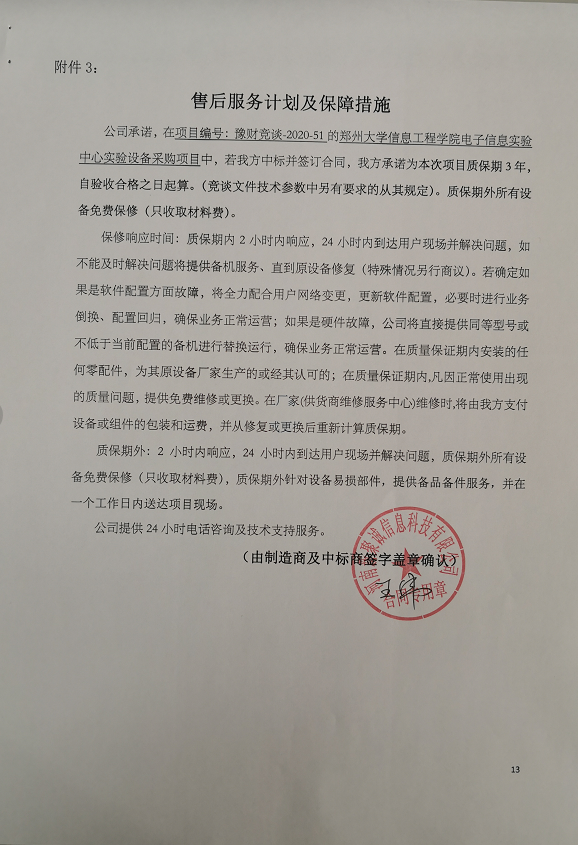 附件 3：
售后服务计划及保障措施
公司承诺，在项目编号：豫财竞谈-2020-51 的郑州大学信息工程学院电子信息实验
中心实验设备采购项目中，若我方中标并签订合同，我方承诺为本次项目质保期 3 年，
自验收合格之日起算。（竞谈文件技术参数中另有要求的从其规定）。质保期外所有设
备免费保修（只收取材料费）。
保修响应时间：质保期内 2 小时内响应，24 小时内到达用户现场并解决问题，如
不能及时解决问题将提供备机服务、直到原设备修复（特殊情况另行商议）。若确定如
果是软件配置方面故障，将全力配合用户网络变更，更新软件配置，必要时进行业务
倒换、配置回归，确保业务正常运营；如果是硬件故障，公司将直接提供同等型号或
不低于当前配置的备机进行替换运行，确保业务正常运营。在质量保证期内安装的任
何零配件，为其原设备厂家生产的或经其认可的；在质量保证期内,凡因正常使用出现
的质量问题，提供免费维修或更换。在厂家(供货商维修服务中心)维修时,将由我方支付
设备或组件的包装和运费，并从修复或更换后重新计算质保期。
质保期外：2 小时内响应，24 小时内到达用户现场并解决问题，质保期外所有设
备免费保修（只收取材料费），质保期外针对设备易损部件，提供备品备件服务，并在
一个工作日内送达项目现场。
公司提供 24 小时电话咨询及技术支持服务。
（由制造商及中标商签字盖章确认）
聚诚信息科技有限公司
合同专用章
13